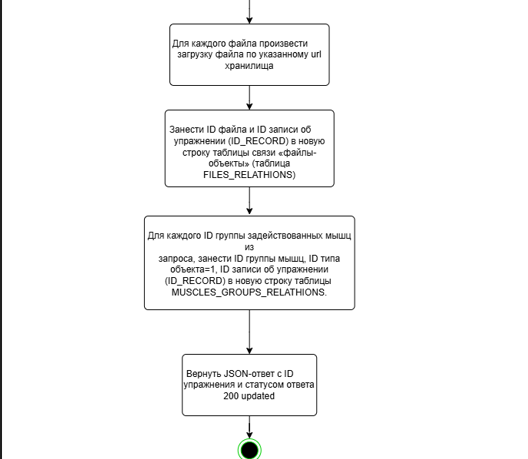 Для каждого файла произвести
загрузку файла по указанному url
хранилища
Занести ID файла и ID записи об
упражнении (ID_RECORD) в новую
строку таблицы связи «файлы-
объекты» (таблица
FILES_RELATHIONS)
Для каждого ID группы задействованных мышц
из
запроса, занести ID группы мышц, ID типа
объекта=1, ID записи об упражнении
(ID_RECORD) в новую строку таблицы
MUSCLES_GROUPS_RELATHIONS.
Вернуть JSON-ответ с ID
упражнения и статусом ответа
200 updated